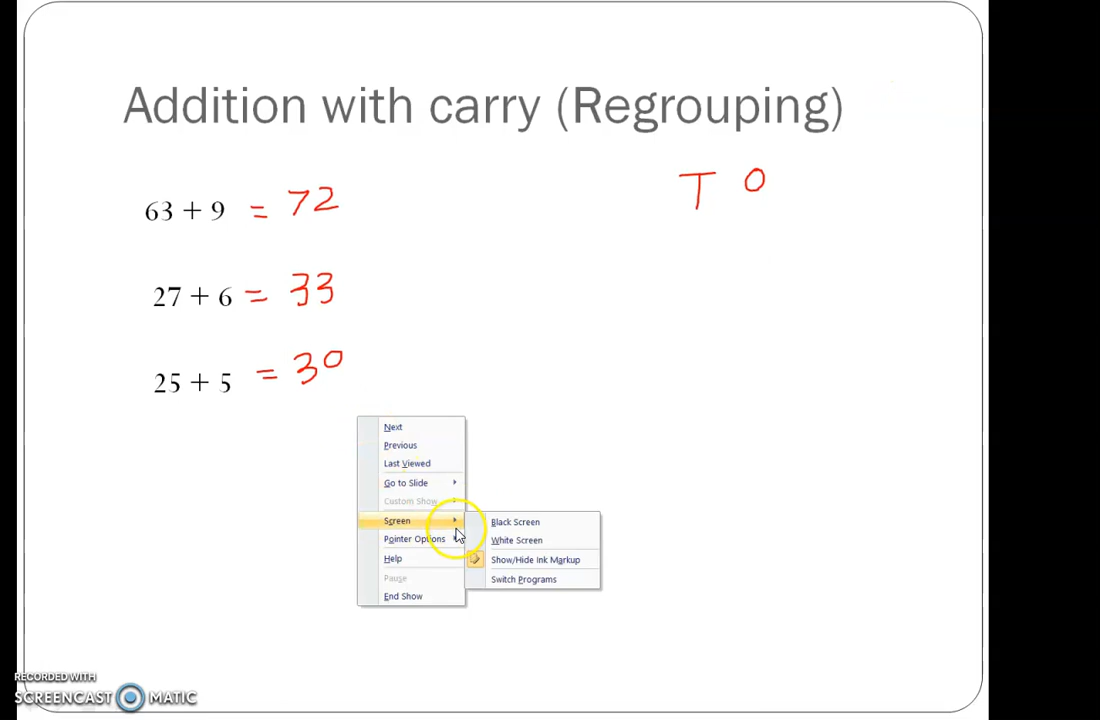 Addition with carry (Regrouping)
T O
63 + 9 = 72
27 + 6 = 33
25 + 5 = 30
Next
Previous
Last Viewed
Go to Slide
Custom Show
Screen
Pointer Options
Help
Pause
End Show
Black Screen
White Screen
Show/Hide Ink Markup
Switch Programs
RECORDED WITH
SCREENCAST MATIC